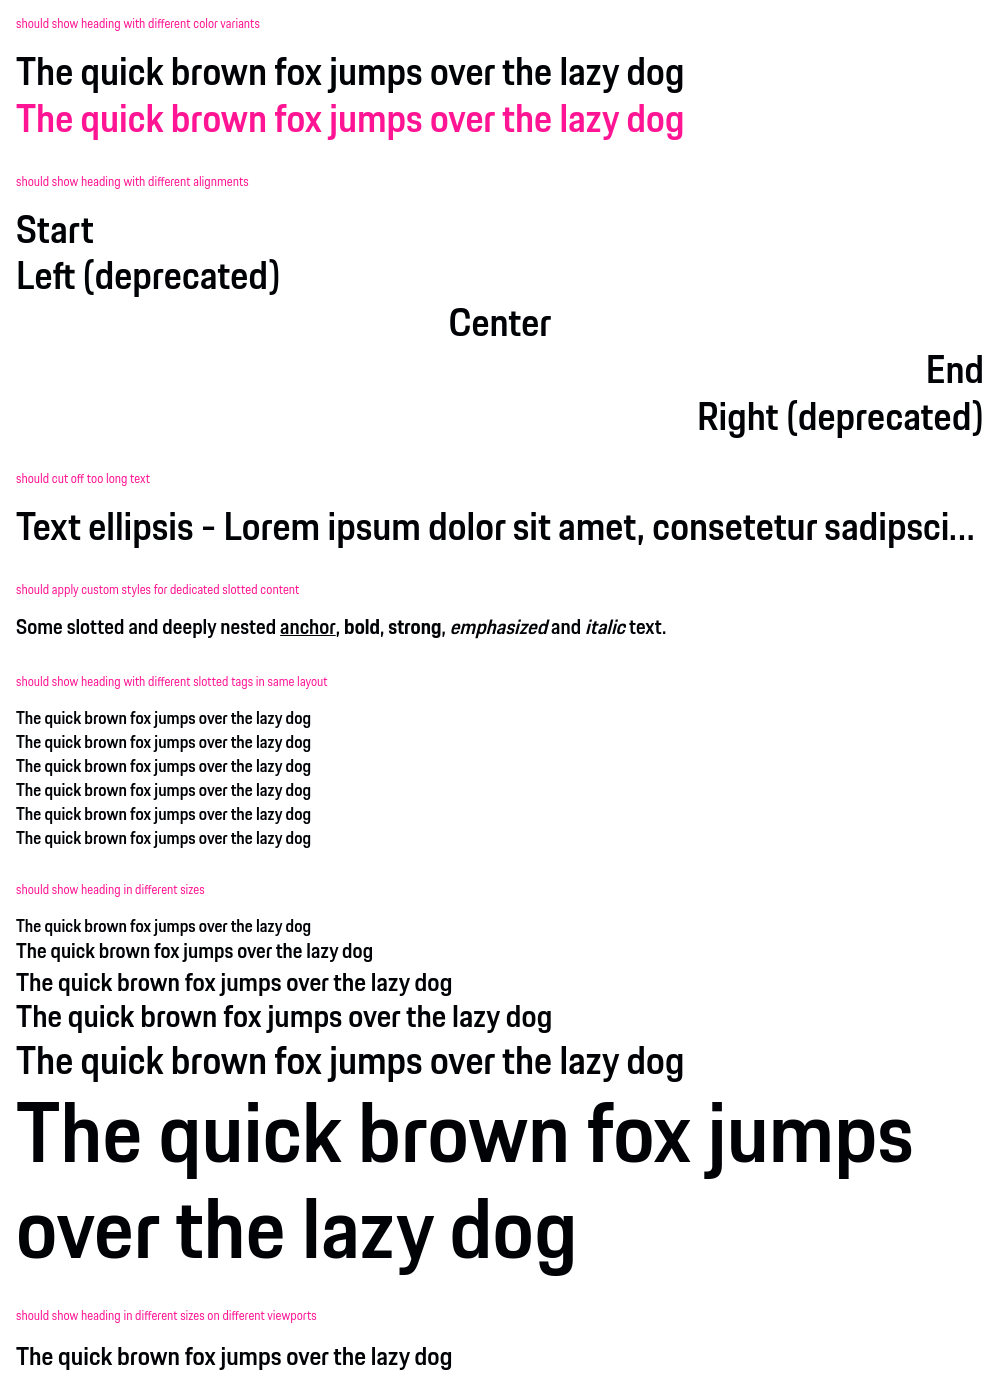 should show heading with different color variants
The quick brown fox jumps over the lazy dog
The quick brown fox jumps over the lazy dog
should show heading with different alignments
Start
Left (deprecated)
Center
End
Right (deprecated)
should cut off too long text
Text ellipsis - Lorem ipsum dolor sit amet, consetetur sadipsci...
should apply custom styles for dedicated slotted content
Some slotted and deeply nested anchor, bold, strong, emphasized and italic text.
should show heading with different slotted tags in same layout
The quick brown fox jumps over the lazy dog
The quick brown fox jumps over the lazy dog
The quick brown fox jumps over the lazy dog
The quick brown fox jumps over the lazy dog
The quick brown fox jumps over the lazy dog
The quick brown fox jumps over the lazy dog
should show heading in different sizes
The quick brown fox jumps over the lazy dog
The quick brown fox jumps over the lazy dog
The quick brown fox jumps over the lazy dog
The quick brown fox jumps over the lazy dog
The quick brown fox jumps over the lazy dog
The quick brown fox jumps
over the lazy dog
should show heading in different sizes on different viewports
The quick brown fox jumps over the lazy dog